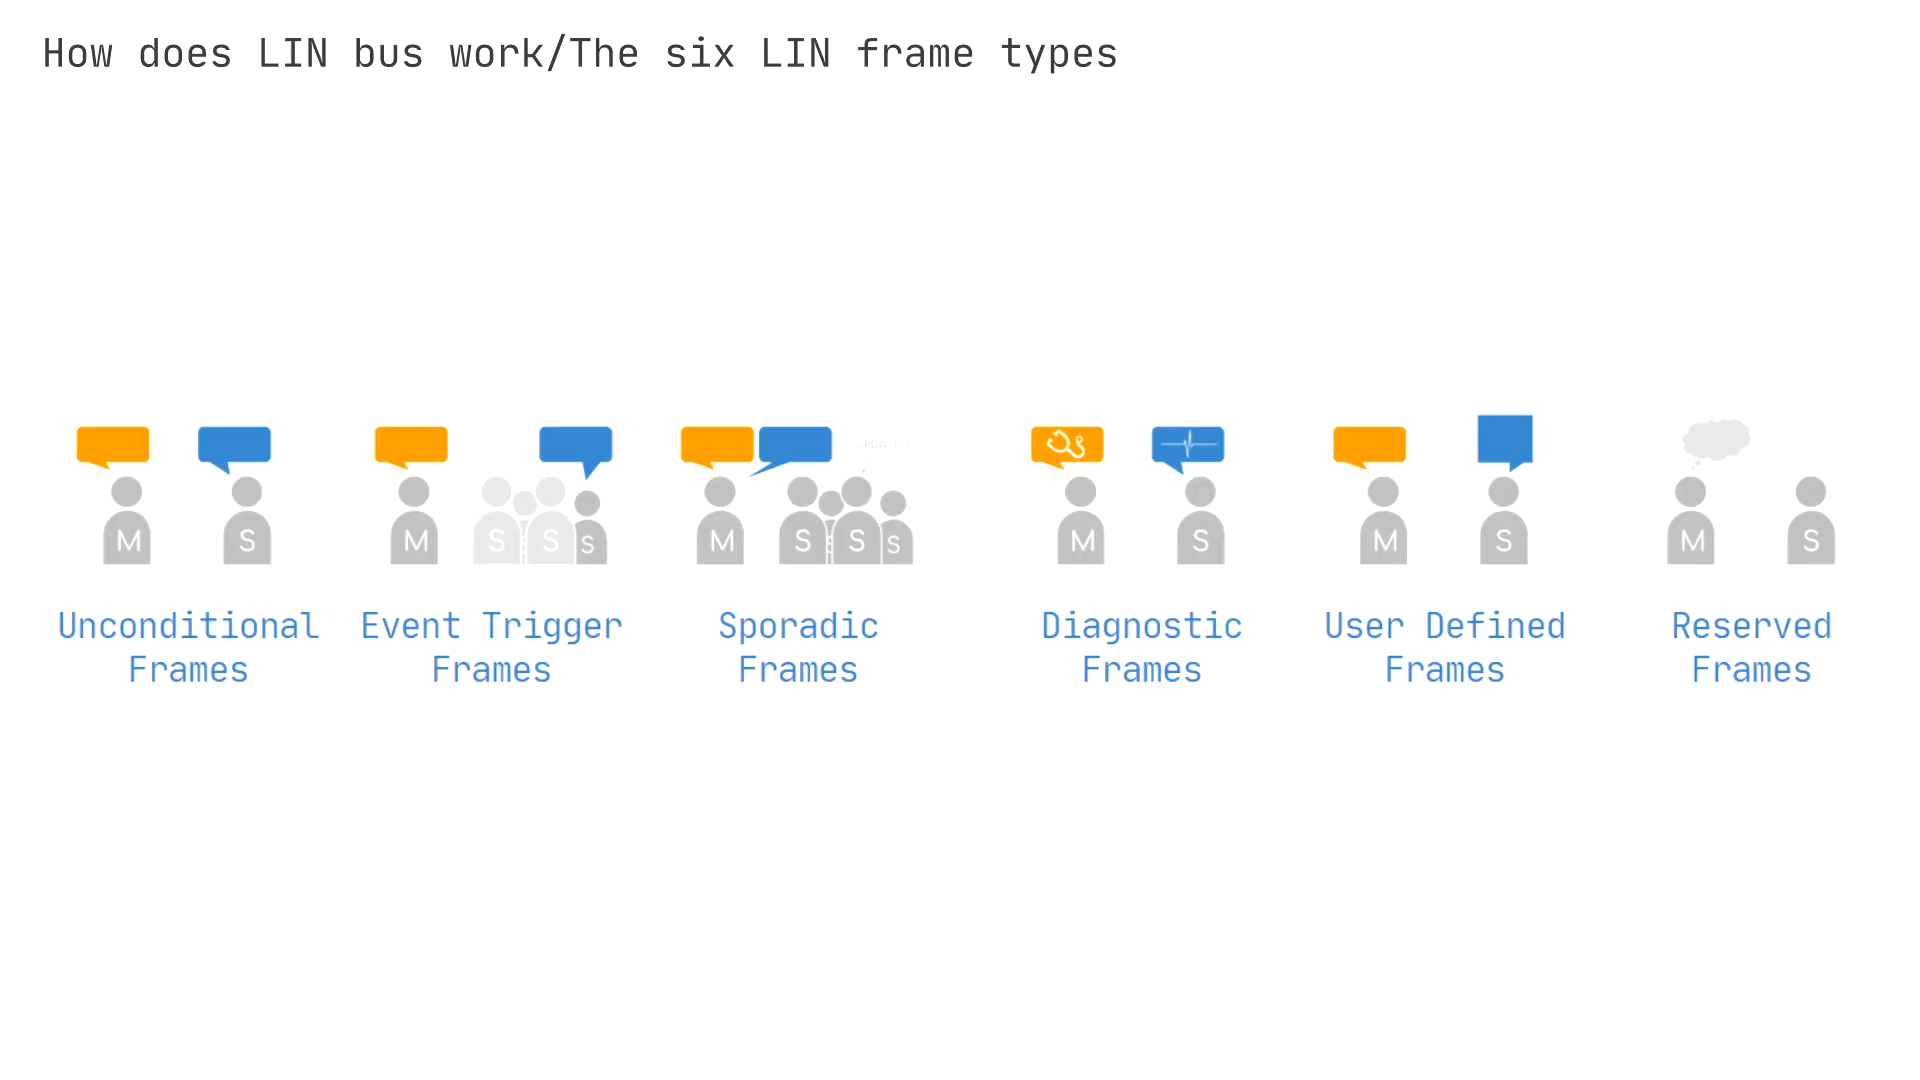 How does LIN bus work/The six LIN frame types
M S
M S S S
M S S S
M S
M S
M S
Unconditional Frames
Event Trigger Frames
Sporadic Frames
Diagnostic Frames
User Defined Frames
Reserved Frames